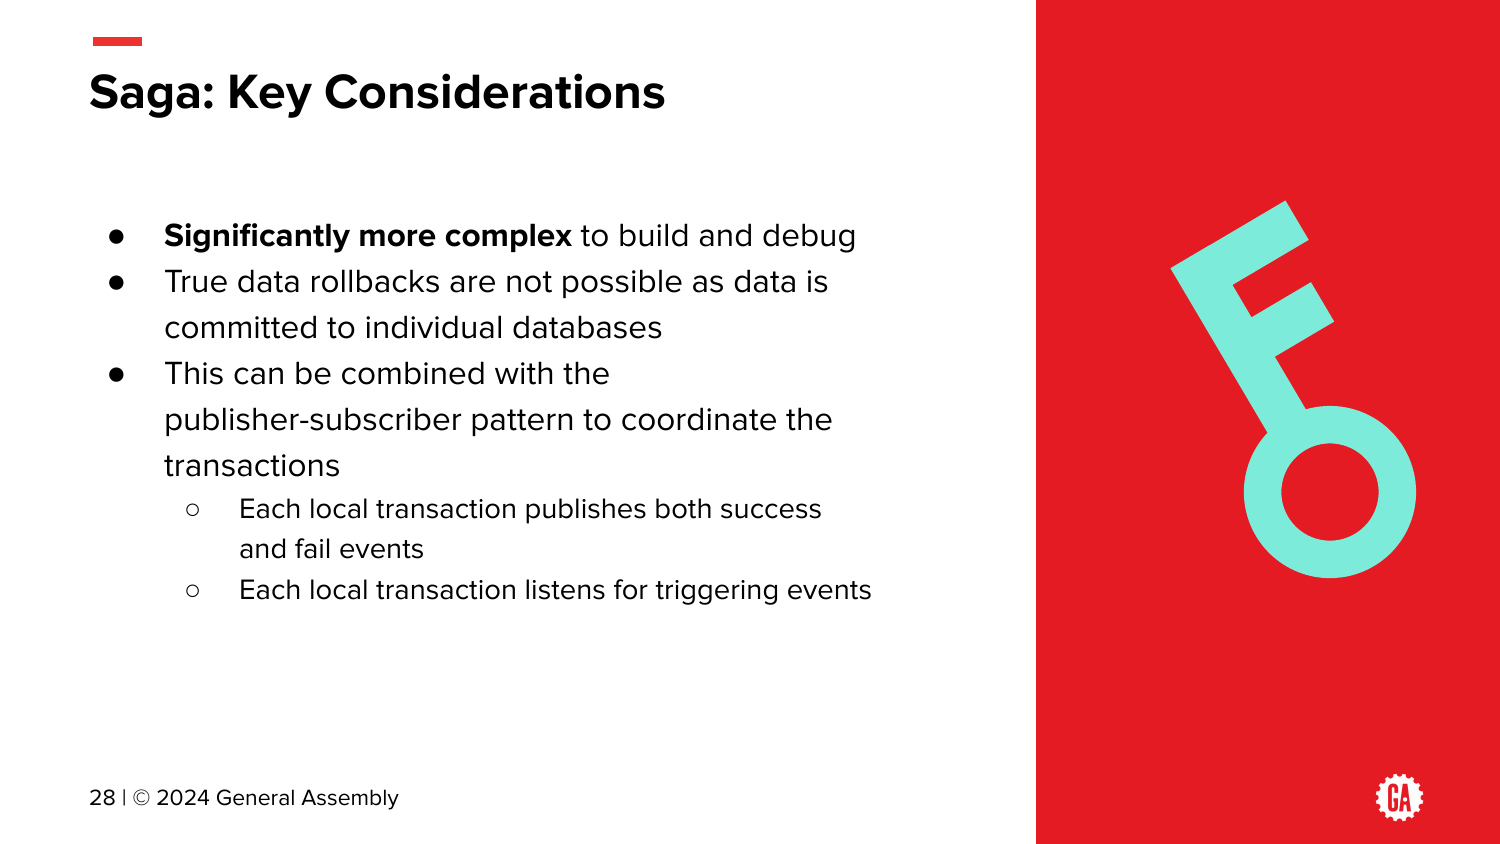 Saga: Key Considerations
● Significantly more complex to build and debug
● True data rollbacks are not possible as data is
committed to individual databases
● This can be combined with the
publisher-subscriber pattern to coordinate the
transactions
○ Each local transaction publishes both success
and fail events
○ Each local transaction listens for triggering events
28 | © 2024 General Assembly
GA